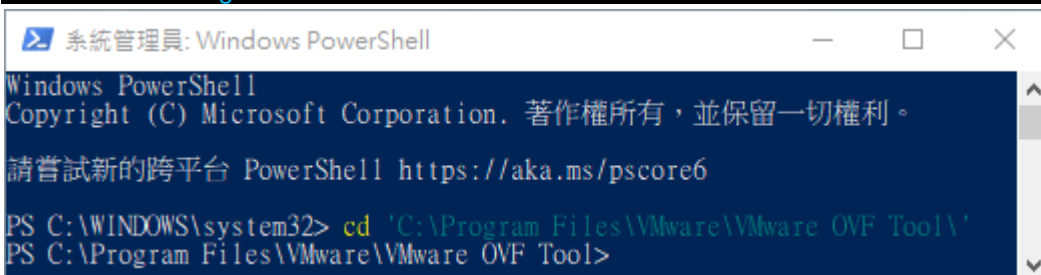 系統管理員: Windows PowerShell
Windows PowerShell
Copyright (C) Microsoft Corporation. 著作權所有，並保留一切權利。
請嘗試新的跨平台 PowerShell https://aka.ms/pscore6
PS C:\WINDOWS\system32> cd 'C:\Program Files\VMware\VMware OVF Tool\'
PS C:\Program Files\VMware\VMware OVF Tool>